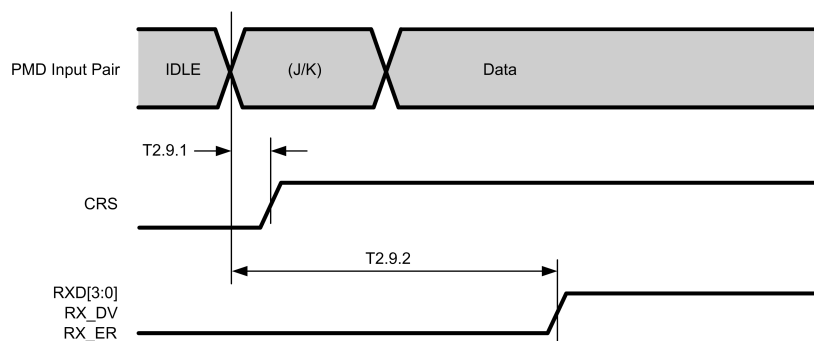 PMD Input Pair IDLE (J/K) Data
T2.9.1
CRS
T2.9.2
RXD[3:0]
RX_DV
RX_ER